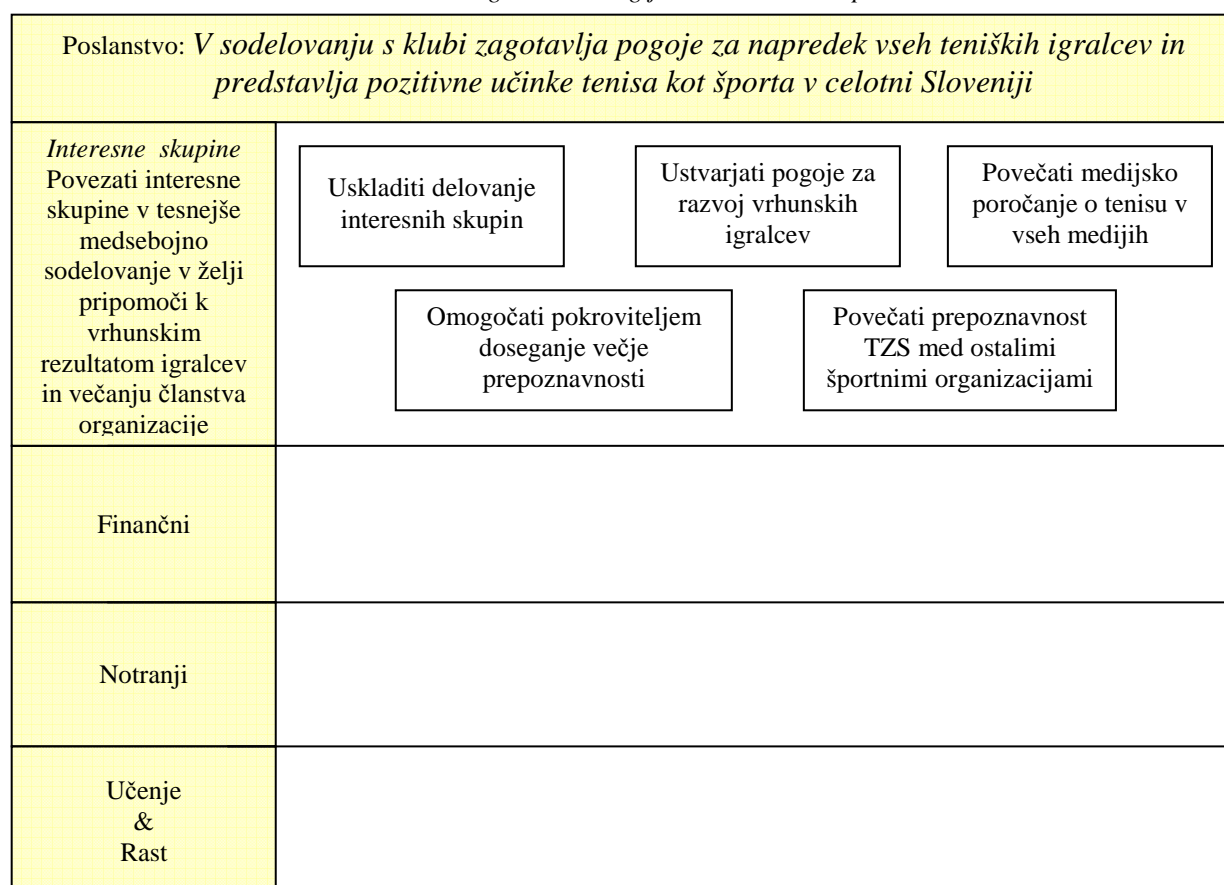 Poslanstvo: V sodelovanju s klubi zagotavlja pogoje za napredek vseh teniških igralcev in
predstavlja pozitivne učinke tenisa kot športa v celotni Sloveniji
Interesne skupine
Povezati interesne
skupine v tesnejše
medsebojno
sodelovanje v želji
pripomoči k
vrhunskim
rezultatom igralcev
in večanju članstva
organizacije
Uskladiti delovanje
interesnih skupin
Ustvarjati pogoje za
razvoj vrhunskih
igralcev
Povečati medijsko
poročanje o tenisu v
vseh medijih
Omogočati pokroviteljem
doseganje večje
prepoznavnosti
Povečati prepoznavnost
TZS med ostalimi
športnimi organizacijami
Finančni
Notranji
Učenje
&
Rast